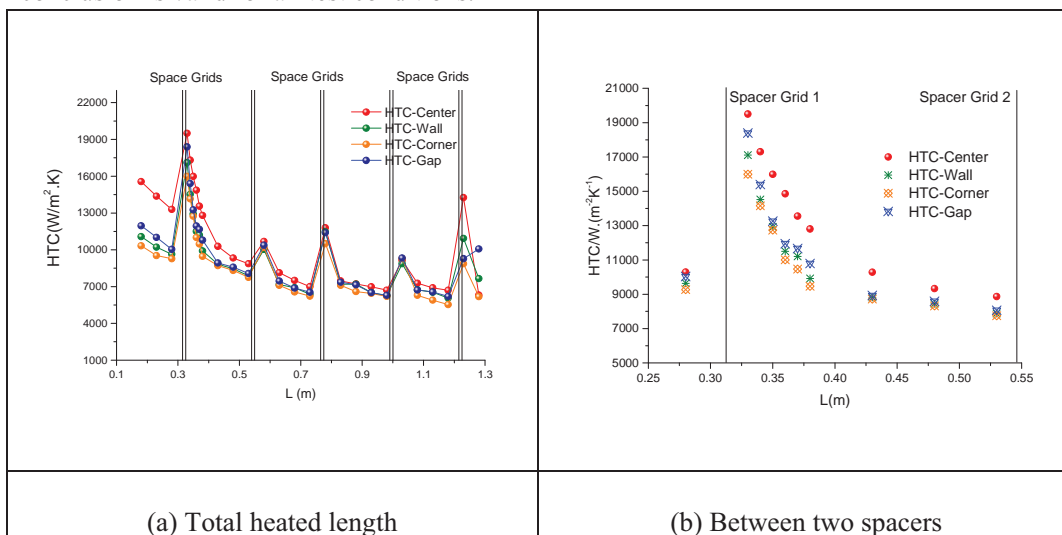 Space Grids Space Grids Space Grids
22000
19000
16000
13000
10000
7000
4000
1000
HTC(W/m².K)
HTC-Center
HTC-Wall
HTC-Corner
HTC-Gap
0.1 0.3 0.5 0.7 0.9 1.1 1.3
L (m)
21000
19000
17000
15000
13000
11000
9000
7000
5000
HTC/W.(m⁻²K⁻¹)
Spacer Grid 1 Spacer Grid 2
HTC-Center
HTC-Wall
HTC-Corner
HTC-Gap
0.25 0.30 0.35 0.40 0.45 0.50 0.55
L(m)
(a) Total heated length
(b) Between two spacers